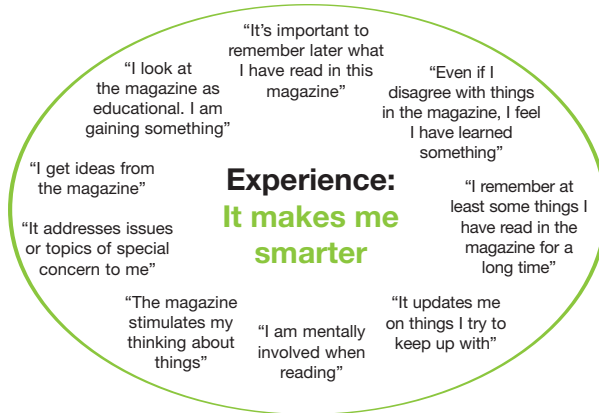 “It’s important to
remember later what
I have read in this
magazine”
“I look at
the magazine as
educational. I am
gaining something”
“Even if I
disagree with things
in the magazine, I feel
I have learned
something”
“I get ideas from
the magazine”
Experience:
It makes me
smarter
“I remember at
least some things I
have read in the
magazine for a
long time”
“It addresses issues
or topics of special
concern to me”
“The magazine
stimulates my
thinking about
things”
“I am mentally
involved when
reading”
“It updates me
on things I try to
keep up with”